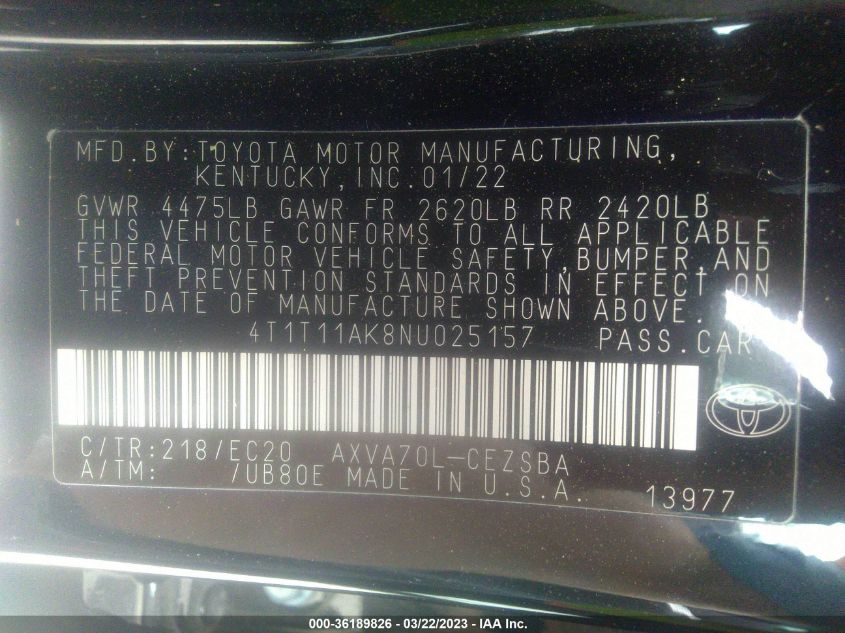 MFD.BY:TOYOTA MOTOR MANUFACTURING,
KENTUCKY,INC.01/22
GVWR 4475LB GAWR FR 2620LB RR 2420LB
THIS VEHICLE CONFORMS TO ALL APPLICABLE
FEDERAL MOTOR VEHICLE SAFETY,BUMPER,AND
THEFT PREVENTION STANDARDS IN EFFECT ON
THE DATE OF MANUFACTURE SHOWN ABOVE.
4T1T11AK8NU025157 PASS.CAR
C/TR:218/EC20 AXVA70L-CEZSBA
A/TM: /UB80E MADE IN U.S.A. 13977
000-36189826 - 03/22/2023 - IAA Inc.